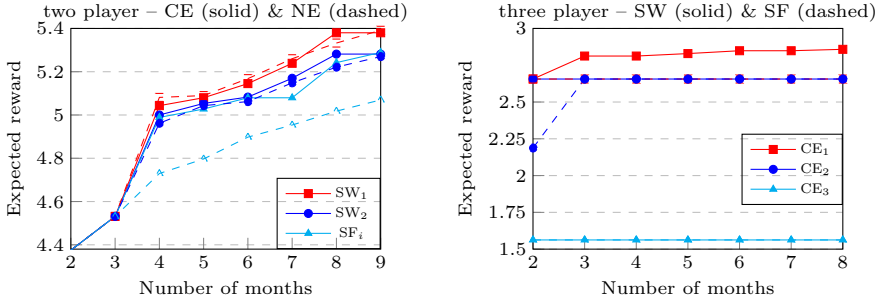 two player – CE (solid) & NE (dashed)
Expected reward
5.4
5.2
5
4.8
4.6
4.4
2 3 4 5 6 7 8 9
Number of months
SW1
SW2
SFi
three player – SW (solid) & SF (dashed)
Expected reward
3
2.75
2.5
2.25
2
1.75
1.5
2 3 4 5 6 7 8
Number of months
CE1
CE2
CE3